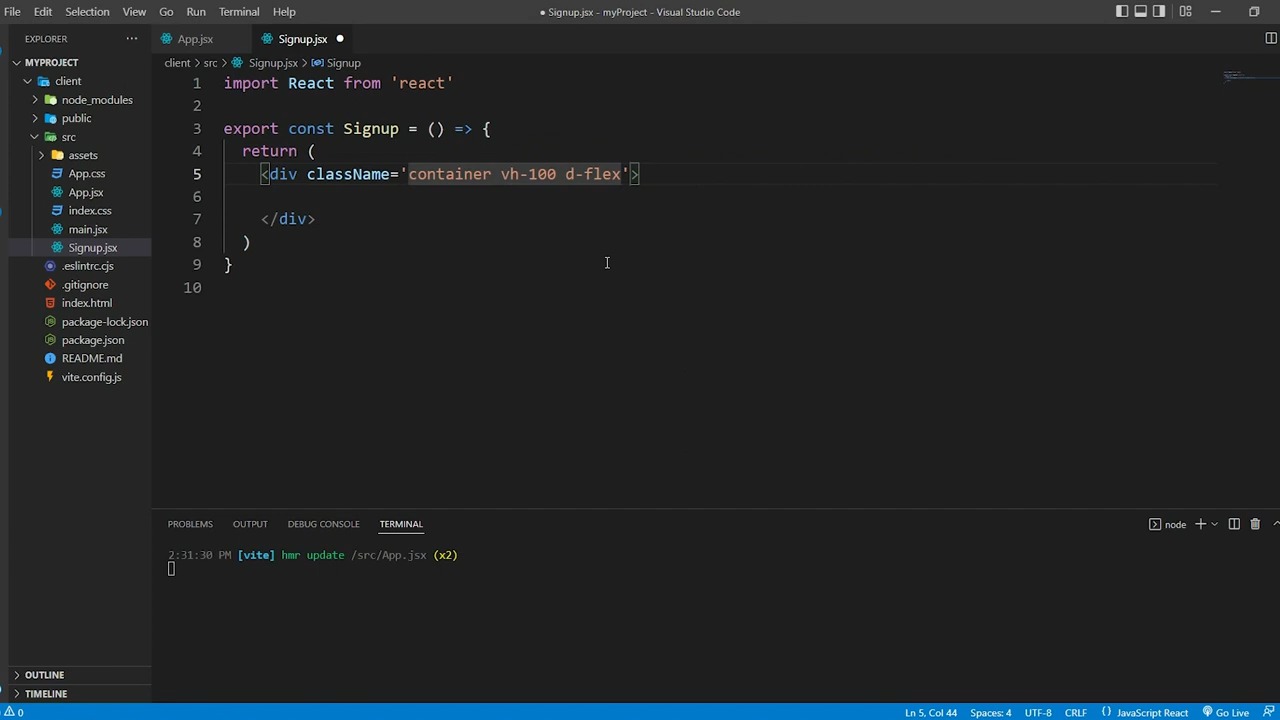 File Edit Selection View Go Run Terminal Help
● Signup.jsx - myProject - Visual Studio Code
EXPLORER
MYPROJECT
client
node_modules
public
src
assets
App.css
App.jsx
index.css
main.jsx
Signup.jsx
.eslintrc.cjs
.gitignore
index.html
package-lock.json
package.json
README.md
vite.config.js
OUTLINE
TIMELINE
App.jsx Signup.jsx
client > src > Signup.jsx > Signup
1 import React from 'react'
2
3 export const Signup = () => {
4 return (
5 <div className='container vh-100 d-flex'>
6
7 </div>
8 )
9 }
10
PROBLEMS OUTPUT DEBUG CONSOLE TERMINAL
node
2:31:30 PM [vite] hmr update /src/App.jsx (x2)
0
Ln 5, Col 44 Spaces: 4 UTF-8 CRLF {} JavaScript React Go Live